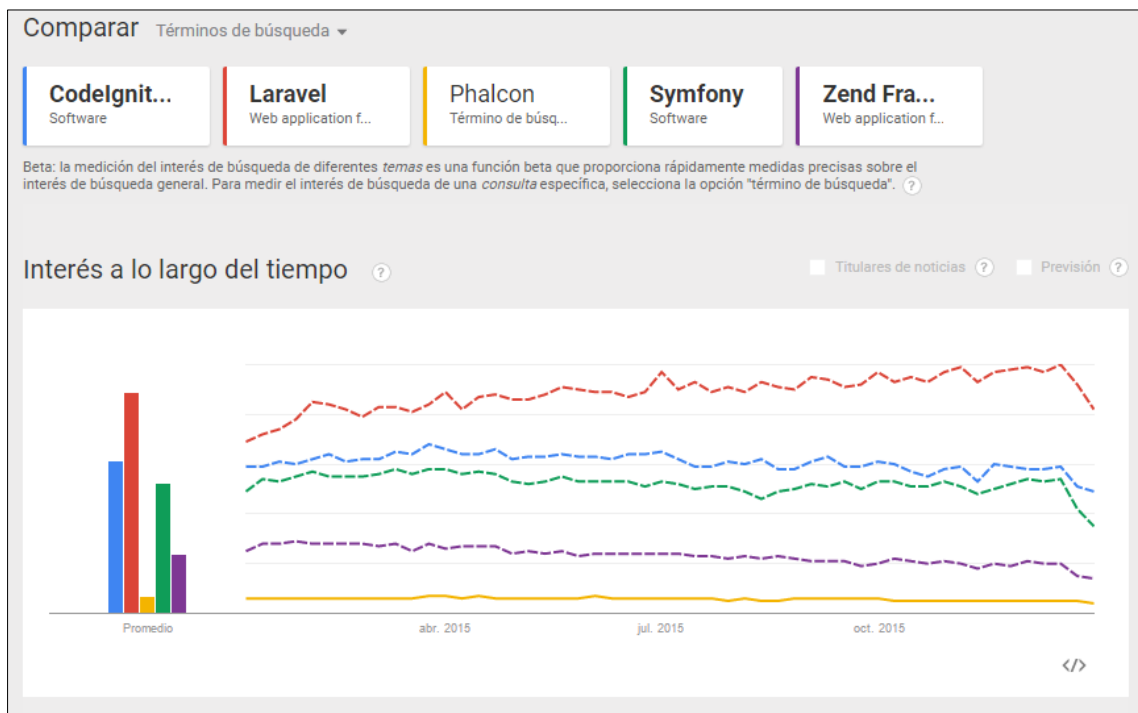 Comparar Términos de búsqueda
CodeIgnit... Laravel Phalcon Symfony Zend Fra...
Software Web application f... Término de búsq... Software Web application f...
Beta: la medición del interés de búsqueda de diferentes temas es una función beta que proporciona rápidamente medidas precisas sobre el
interés de búsqueda general. Para medir el interés de búsqueda de una consulta específica, selecciona la opción "término de búsqueda". ?
Interés a lo largo del tiempo ? Titulares de noticias ? Previsión ?
Promedio abr. 2015 jul. 2015 oct. 2015
</>